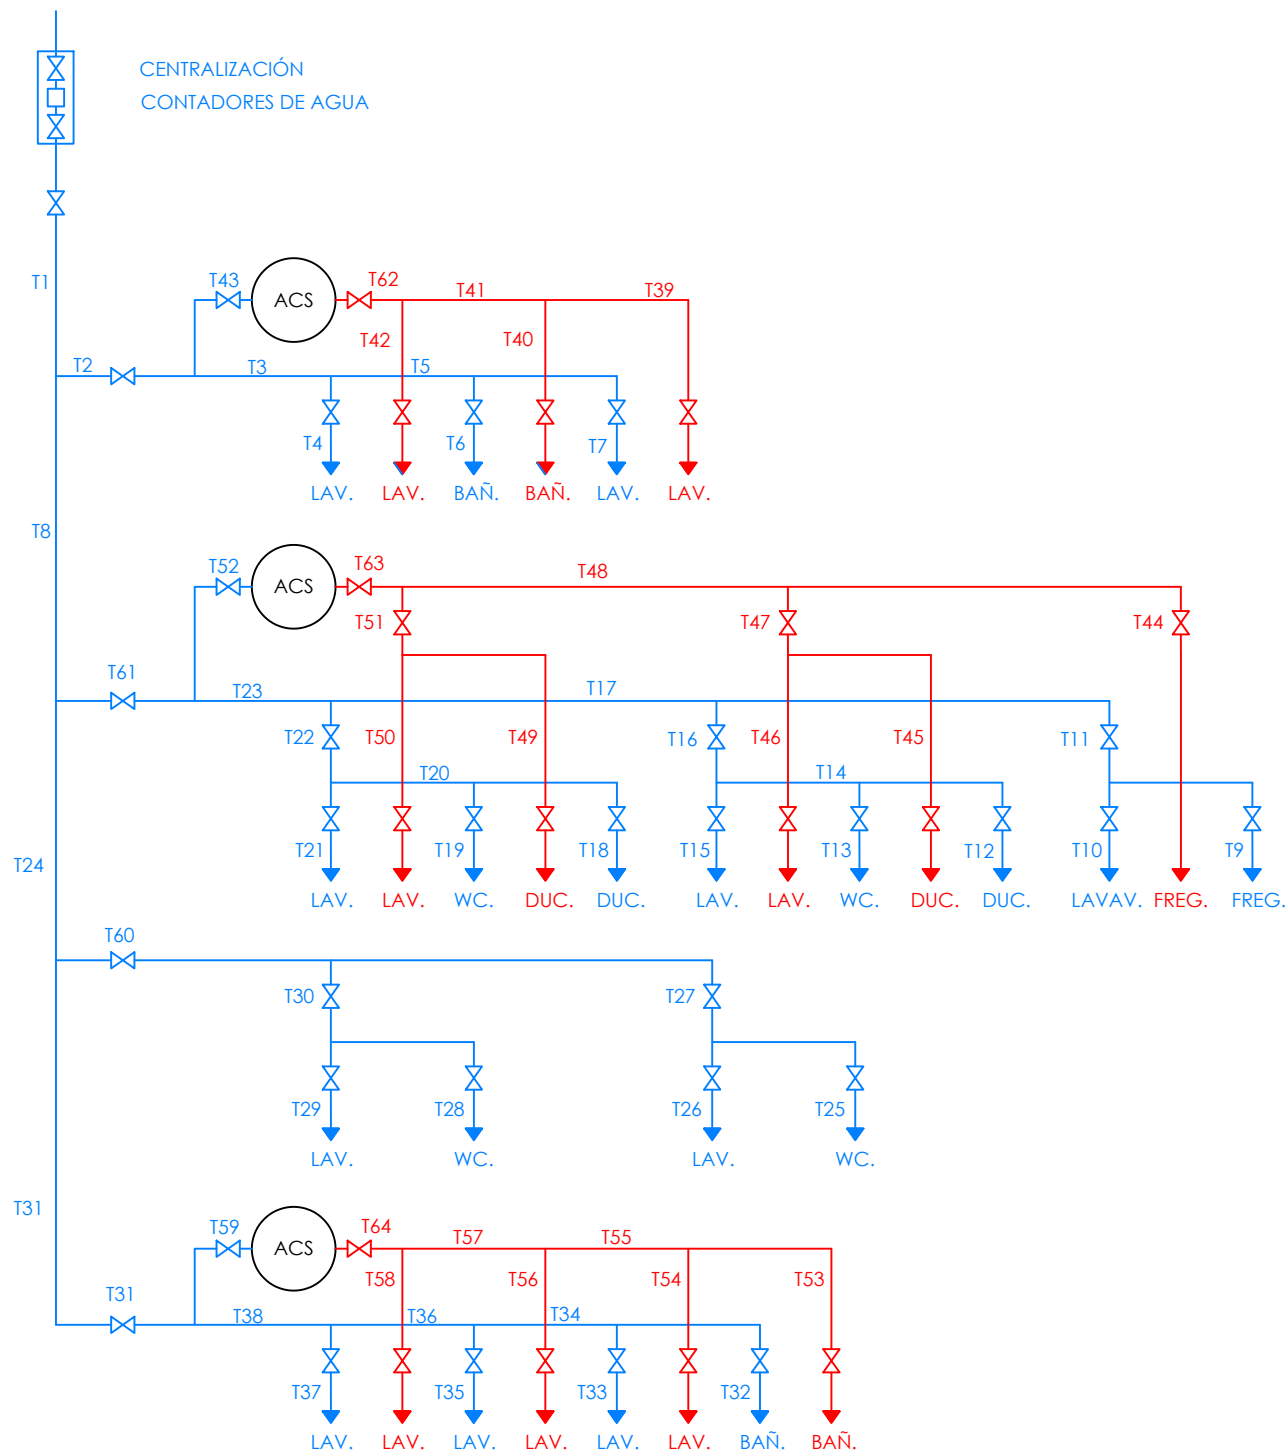 CENTRALIZACIÓN
CONTADORES DE AGUA
T1
T43
ACS
T62
T41
T39
T42
T40
T2
T3
T5
T4
T6
T7
LAV.
LAV.
BAÑ.
BAÑ.
LAV.
LAV.
T8
T52
ACS
T63
T48
T51
T47
T44
T61
T23
T17
T22
T50
T49
T16
T46
T45
T11
T20
T14
T21
T19
T18
T15
T13
T12
T10
T9
T24
LAV.
LAV.
WC.
DUC.
DUC.
LAV.
LAV.
WC.
DUC.
DUC.
LAVAV.
FREG.
FREG.
T60
T30
T27
T29
T28
T26
T25
LAV.
WC.
LAV.
WC.
T31
T59
ACS
T64
T57
T55
T58
T56
T54
T53
T31
T38
T36
T34
T37
T35
T33
T32
LAV.
LAV.
LAV.
LAV.
LAV.
LAV.
BAÑ.
BAÑ.